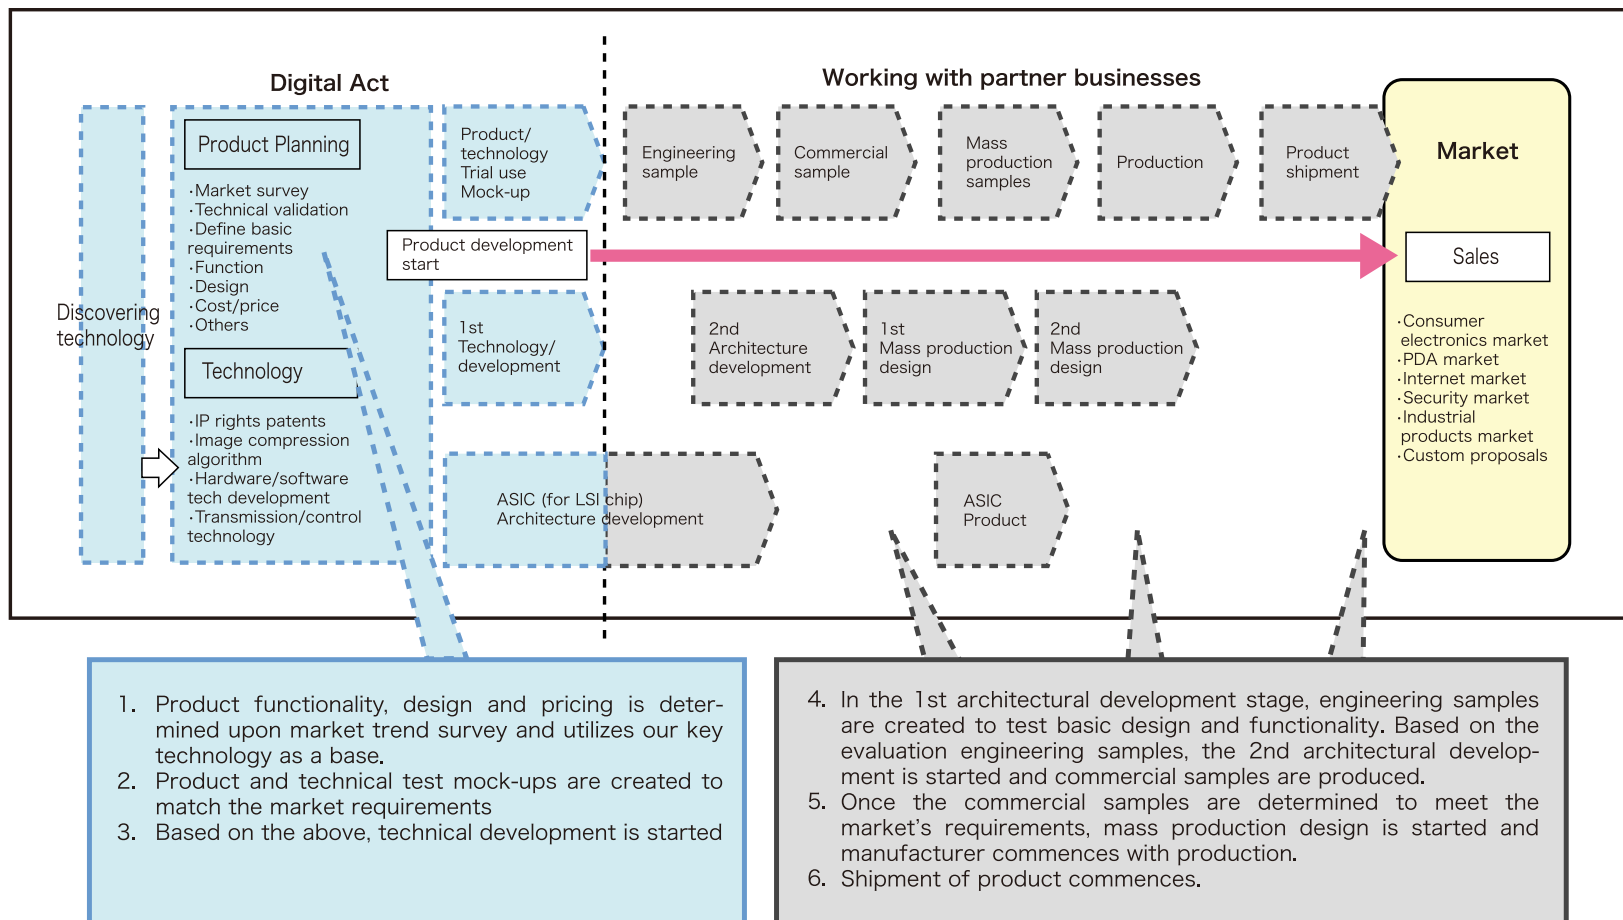 Digital Act
Working with partner businesses
Discovering
technology
Product Planning
·Market survey
·Technical validation
·Define basic
requirements
·Function
·Design
·Cost/price
·Others
Technology
·IP rights patents
·Image compression
algorithm
·Hardware/software
tech development
·Transmission/control
technology
Product/
technology
Trial use
Mock-up
Product development
start
1st
Technology/
development
ASIC (for LSI chip)
Architecture development
Engineering
sample
Commercial
sample
Mass
production
samples
Production
Product
shipment
2nd
Architecture
development
1st
Mass production
design
2nd
Mass production
design
ASIC
Product
Market
Sales
·Consumer
electronics market
·PDA market
·Internet market
·Security market
·Industrial
products market
·Custom proposals
1. Product functionality, design and pricing is deter-
mined upon market trend survey and utilizes our key
technology as a base.
2. Product and technical test mock-ups are created to
match the market requirements
3. Based on the above, technical development is started
4. In the 1st architectural development stage, engineering samples
are created to test basic design and functionality. Based on the
evaluation engineering samples, the 2nd architectural develop-
ment is started and commercial samples are produced.
5. Once the commercial samples are determined to meet the
market's requirements, mass production design is started and
manufacturer commences with production.
6. Shipment of product commences.